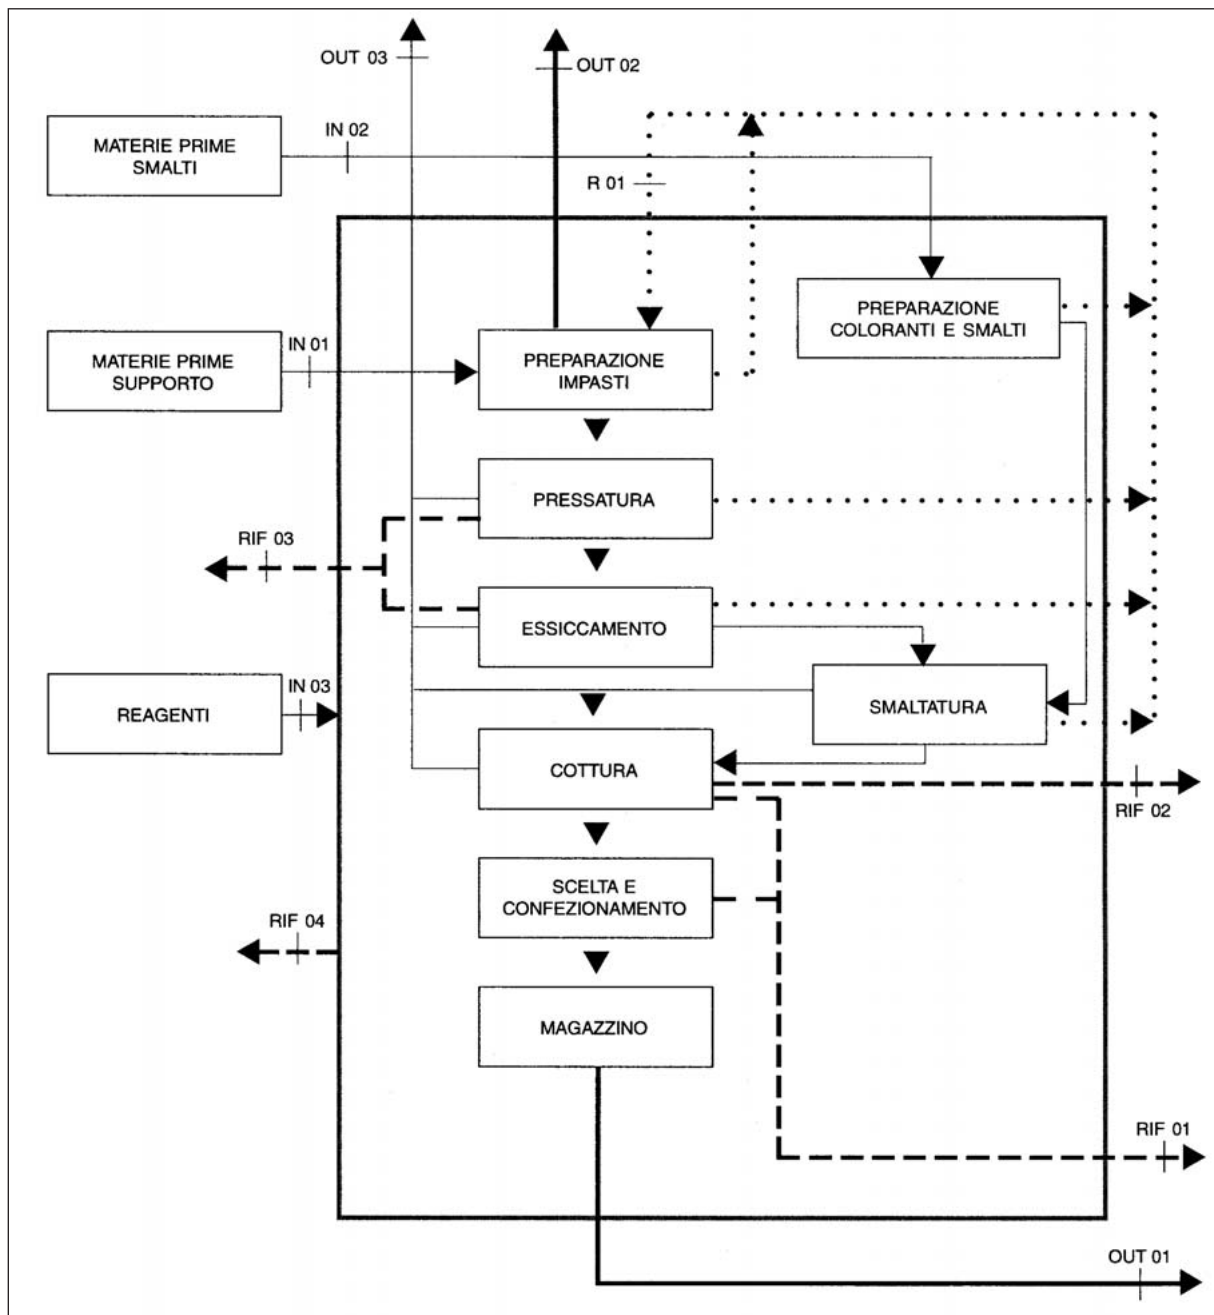 OUT 03
OUT 02
IN 02
MATERIE PRIME
SMALTI
R 01
PREPARAZIONE
COLORANTI E SMALTI
IN 01
MATERIE PRIME
SUPPORTO
PREPARAZIONE
IMPASTI
PRESSATURA
RIF 03
ESSICCAMENTO
IN 03
REAGENTI
SMALTATURA
COTTURA
RIF 02
SCELTA E
CONFEZIONAMENTO
RIF 04
MAGAZZINO
RIF 01
OUT 01